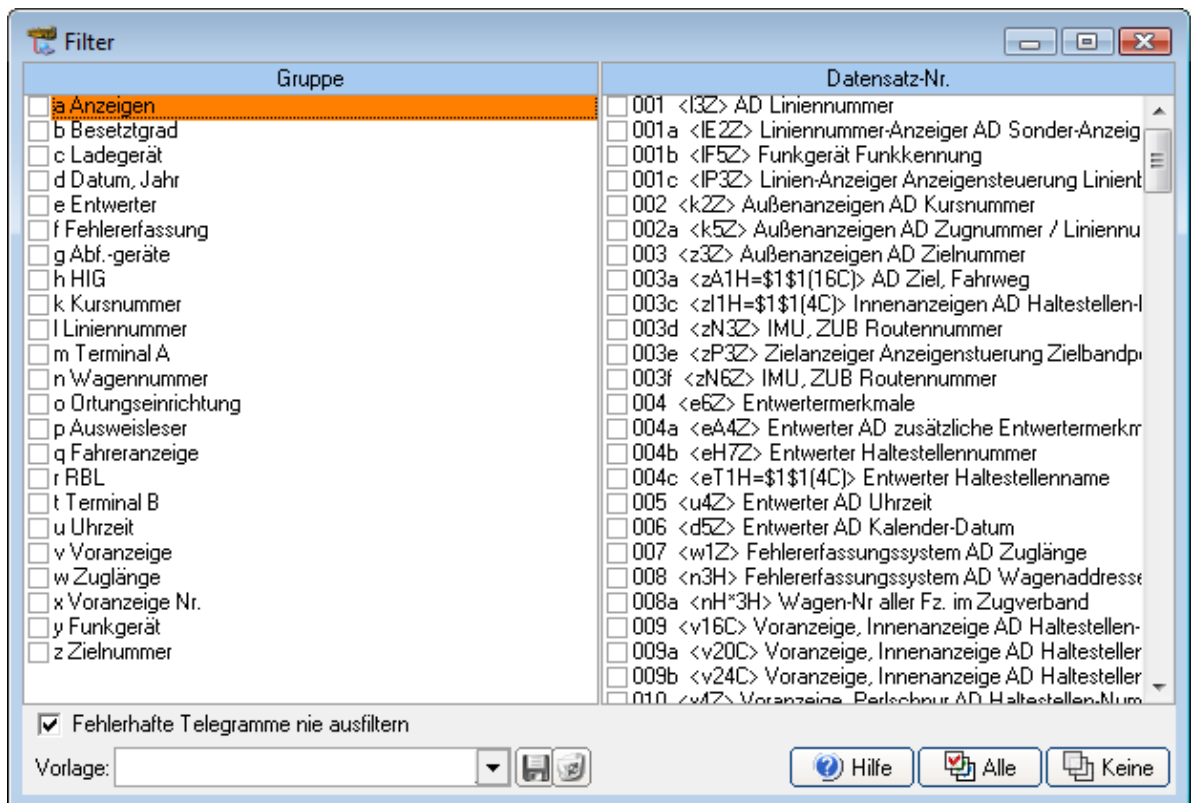 Filter
Gruppe
a Anzeigen
b Besetztgrad
c Ladegerät
d Datum, Jahr
e Entwerter
f Fehlererfassung
g Abf.-geräte
h HIG
k Kursnummer
l Liniennummer
m Terminal A
n Wagennummer
o Ortungseinrichtung
p Ausweisleser
q Fahreranzeige
r RBL
t Terminal B
u Uhrzeit
v Voranzeige
w Zuglänge
x Voranzeige Nr.
y Funkgerät
z Zielnummer
Datensatz-Nr.
001 <l3Z> AD Liniennummer
001a <lE2Z> Liniennummer-Anzeiger AD Sonder-Anzeig
001b <lF5Z> Funkgerät Funkkennung
001c <lP3Z> Linien-Anzeiger Anzeigensteuerung Linient
002 <k2Z> Außenanzeigen AD Kursnummer
002a <k5Z> Außenanzeigen AD Zugnummer / Liniennu
003 <z3Z> Außenanzeigen AD Zielnummer
003a <zA1H=$1$1(16C)> AD Ziel, Fahrweg
003c <zI1H=$1$1(4C)> Innenanzeigen AD Haltestellen-
003d <zN3Z> IMU, ZUB Routennummer
003e <zP3Z> Zielanzeiger Anzeigenstuerung Zielbandp
003f <zN6Z> IMU, ZUB Routennummer
004 <e6Z> Entwertermerkmale
004a <eA4Z> Entwerter AD zusätzliche Entwertermerkm
004b <eH7Z> Entwerter Haltestellennummer
004c <eT1H=$1$1(4C)> Entwerter Haltestellenname
005 <u4Z> Entwerter AD Uhrzeit
006 <d5Z> Entwerter AD Kalender-Datum
007 <w1Z> Fehlererfassungssystem AD Zuglänge
008 <n3H> Fehlererfassungssystem AD Wagenaddresse
008a <nH*3H> Wagen-Nr aller Fz. im Zugverband
009 <v16C> Voranzeige, Innenanzeige AD Haltestellen-
009a <v20C> Voranzeige, Innenanzeige AD Haltesteller
009b <v24C> Voranzeige, Innenanzeige AD Haltesteller
010 <x4Z> Voranzeige, Perlschnur AD Haltestellen-Num
Fehlerhafte Telegramme nie ausfiltern
Vorlage:
Hilfe
Alle
Keine